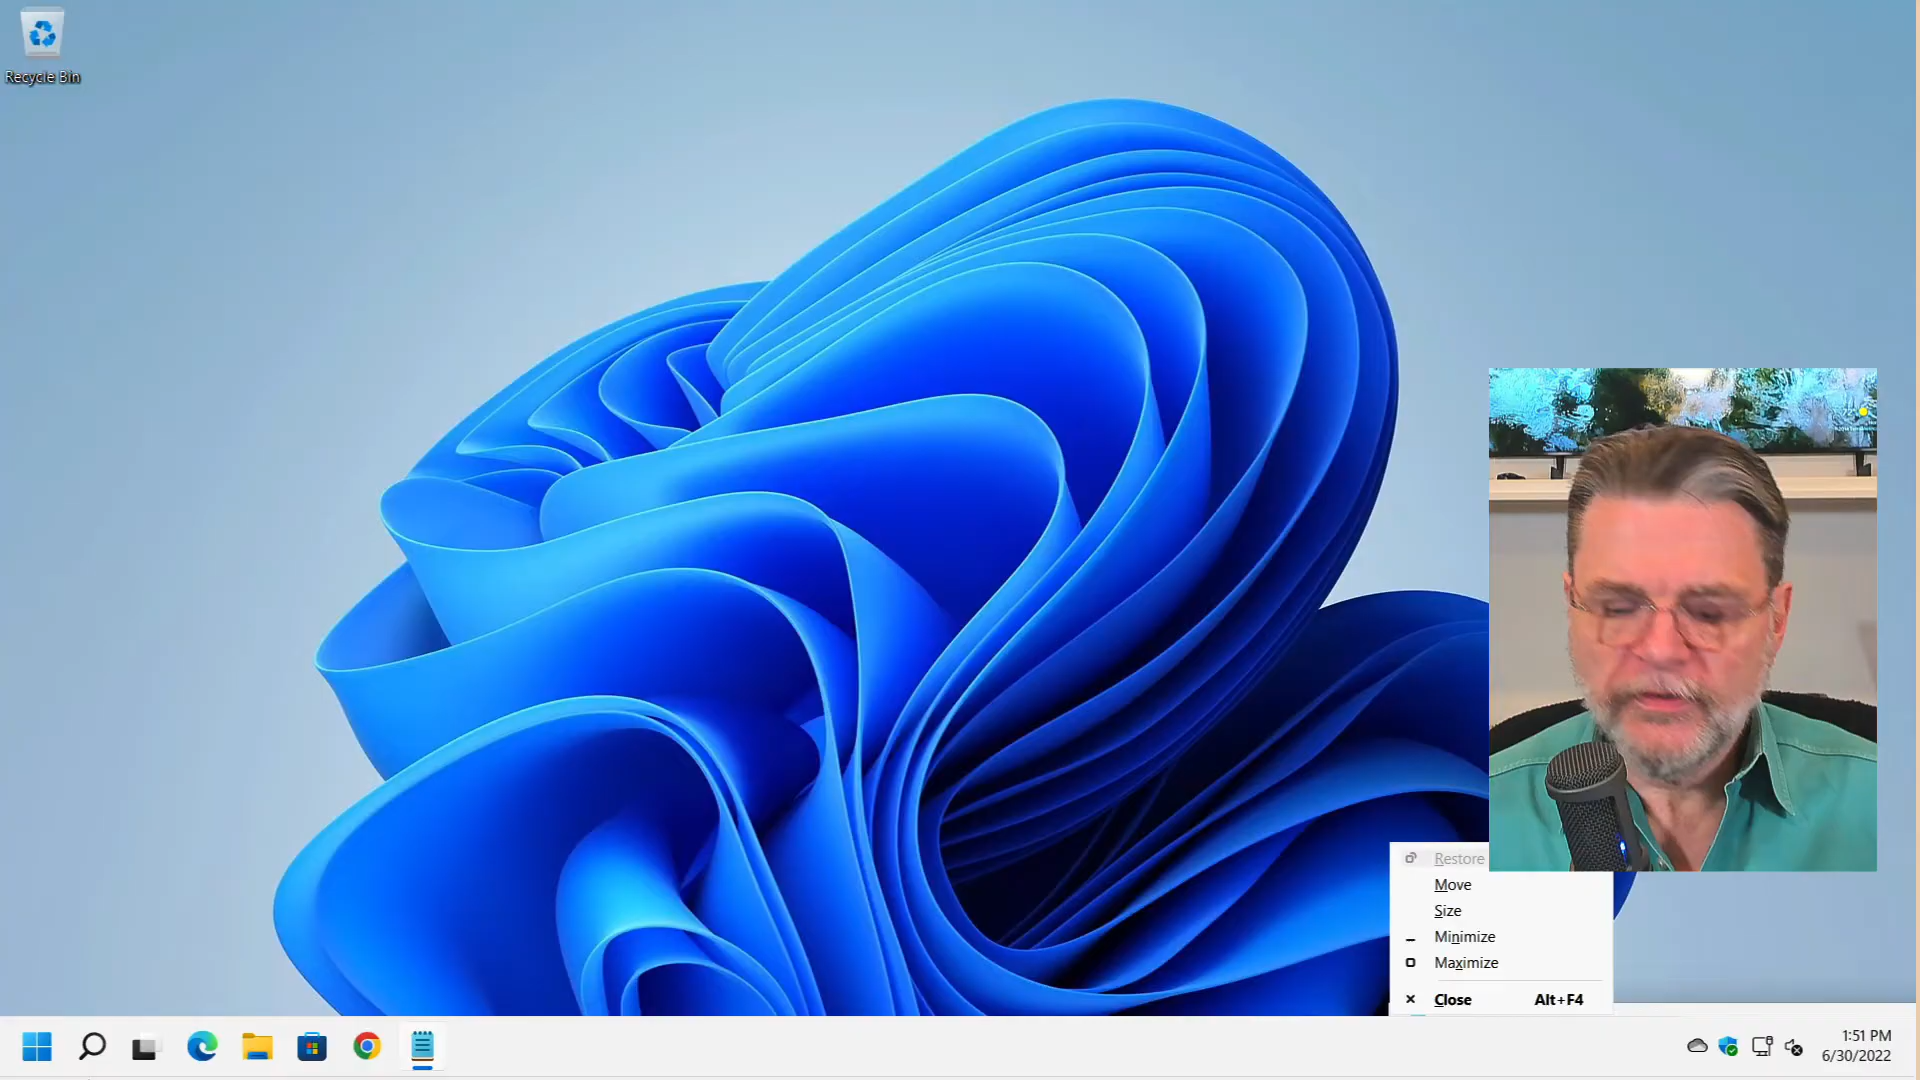 Recycle Bin
Restore
Move
Size
Minimize
Maximize
Close Alt+F4
1:51 PM
6/30/2022